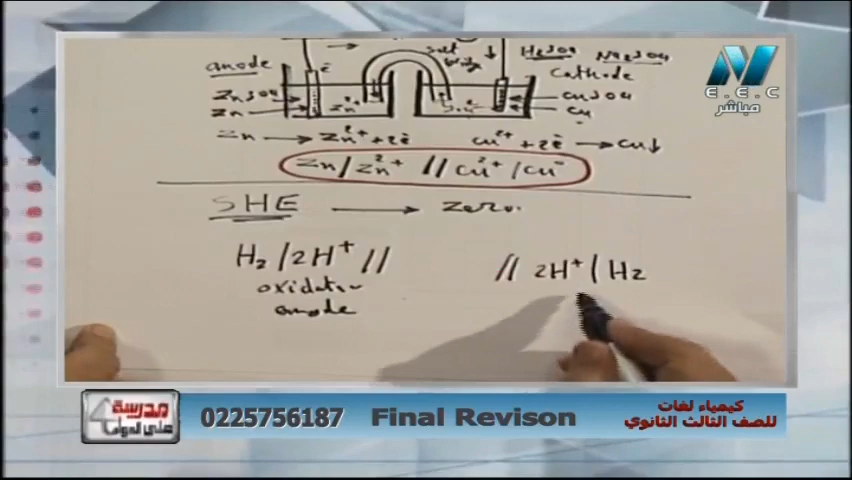 salt
bridge
H2SO4
Na2SO4
anode
Cathode
ZnSO4
CuSO4
Zn
Cu
Zn → Zn2+ + 2e
Cu2+ + 2e → Cu↓
Zn / Zn2+ // Cu2+ / Cu°
SHE → Zero.
H2 / 2H+ //
// 2H+ / H2
oxidation
anode
E.E.C
مباشر
مدرسة
على الهواء
0225756187
Final Revison
كيمياء لغات
للصف الثالث الثانوي